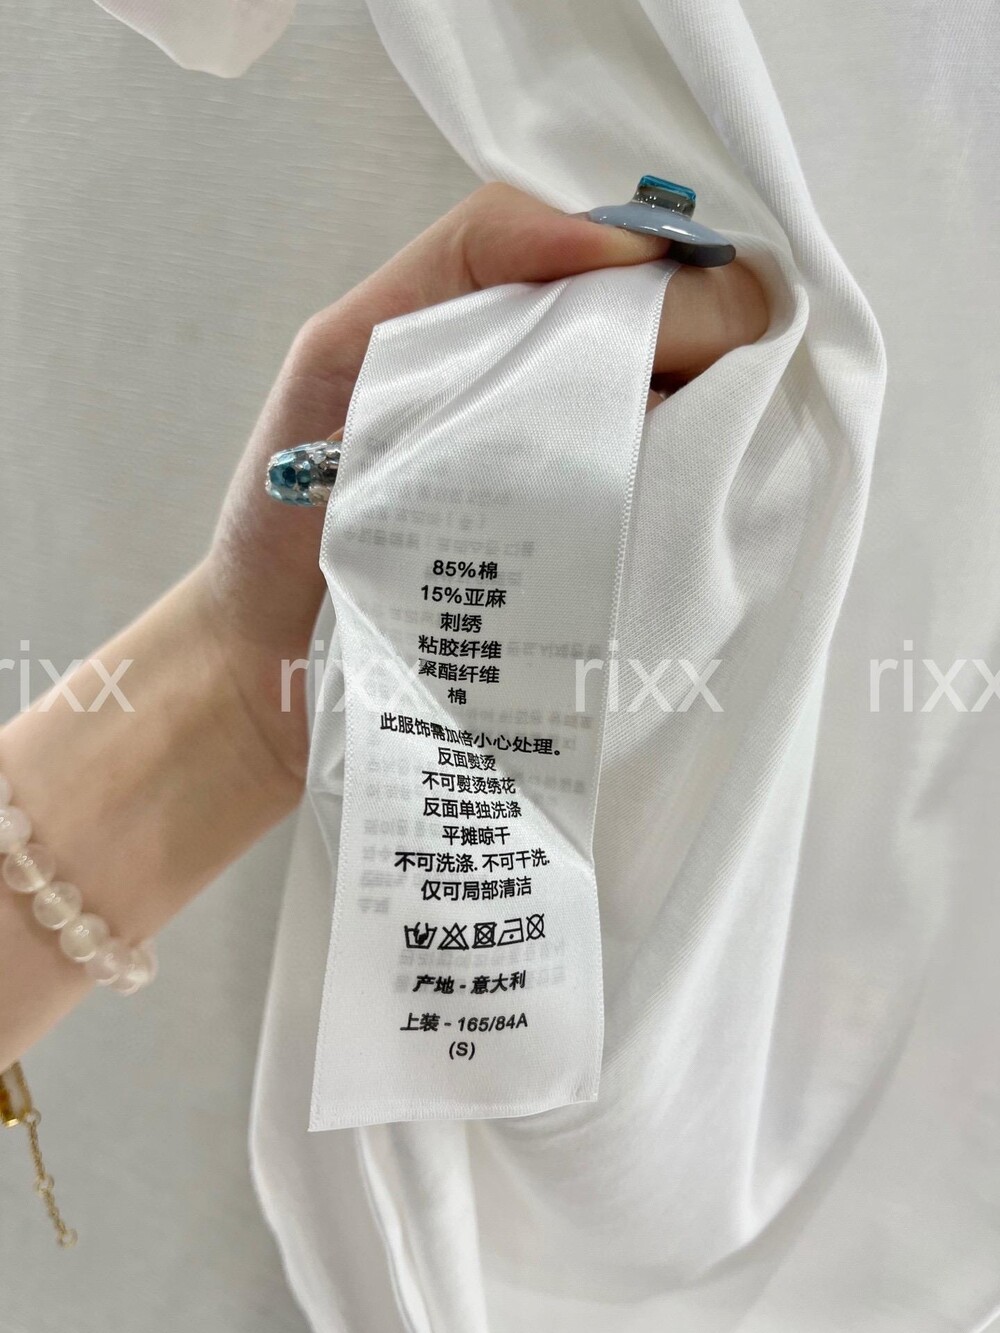 85%棉
15%亚麻
刺绣
粘胶纤维
聚酯纤维
棉
此服饰需加倍小心处理。
反面熨烫
不可熨烫绣花
反面单独洗涤
平摊晾干
不可洗涤. 不可干洗.
仅可局部清洁
产地 - 意大利
上装 - 165/84A
(S)
rixx rixx rixx rixx